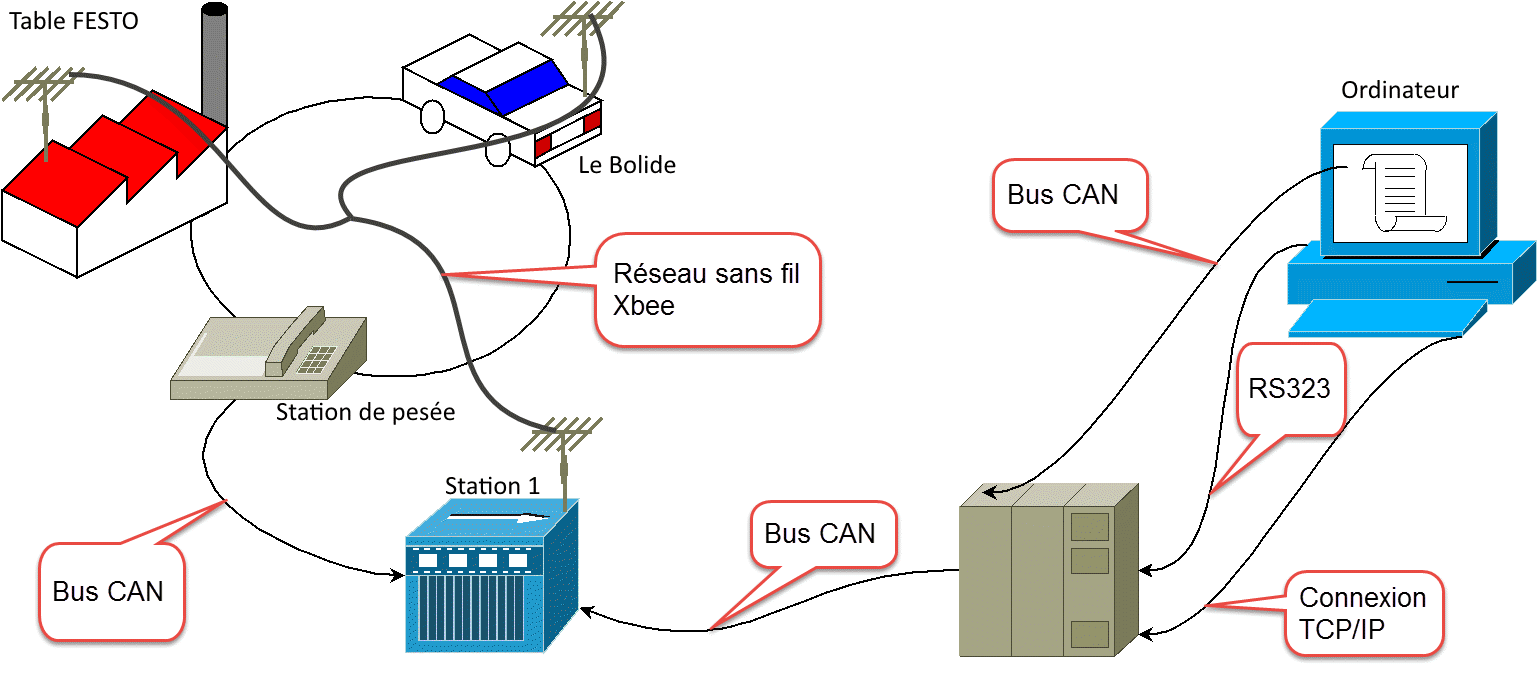 Table FESTO
Ordinateur
Le Bolide
Bus CAN
Réseau sans fil
Xbee
RS323
Station de pesée
Station 1
Bus CAN
Bus CAN
Connexion
TCP/IP